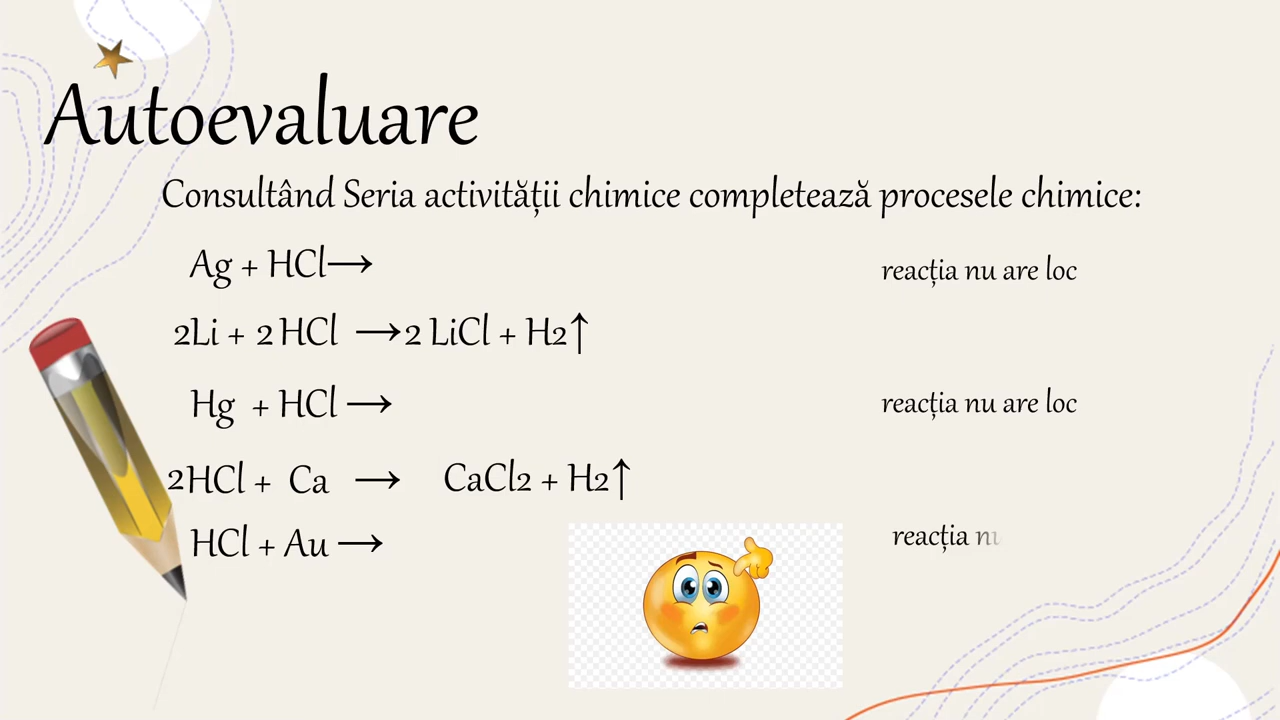 Autoevaluare
Consultând Seria activității chimice completează procesele chimice:
Ag + HCl→ reacția nu are loc
2Li + 2 HCl →2 LiCl + H2↑
Hg + HCl → reacția nu are loc
2HCl + Ca → CaCl2 + H2↑
HCl + Au → reacția nu